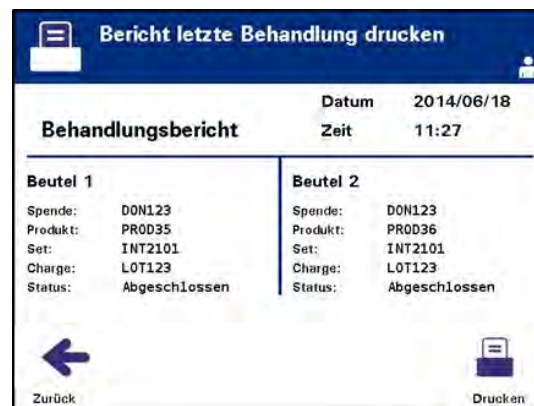 Bericht letzte Behandlung drucken
Datum 2014/06/18
Behandlungsbericht Zeit 11:27
Beutel 1
Spende: DON123
Produkt: PROD35
Set: INT2101
Charge: LOT123
Status: Abgeschlossen
Beutel 2
Spende: DON123
Produkt: PROD36
Set: INT2101
Charge: LOT123
Status: Abgeschlossen
Zurück
Drucken